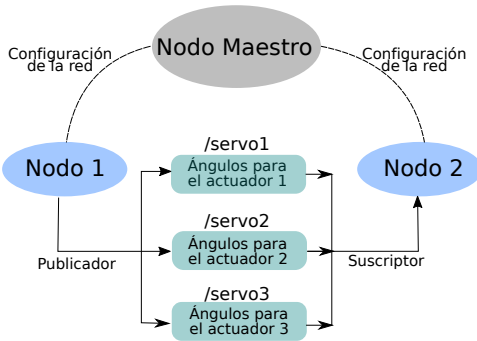 Nodo Maestro
Configuración
de la red
Configuración
de la red
Nodo 1
Nodo 2
/servo1
Ángulos para
el actuador 1
/servo2
Ángulos para
el actuador 2
Publicador
Suscriptor
/servo3
Ángulos para
el actuador 3